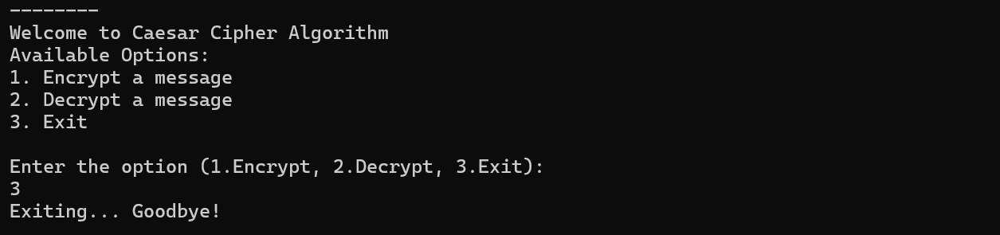 --------
Welcome to Caesar Cipher Algorithm
Available Options:
1. Encrypt a message
2. Decrypt a message
3. Exit
Enter the option (1.Encrypt, 2.Decrypt, 3.Exit):
3
Exiting... Goodbye!